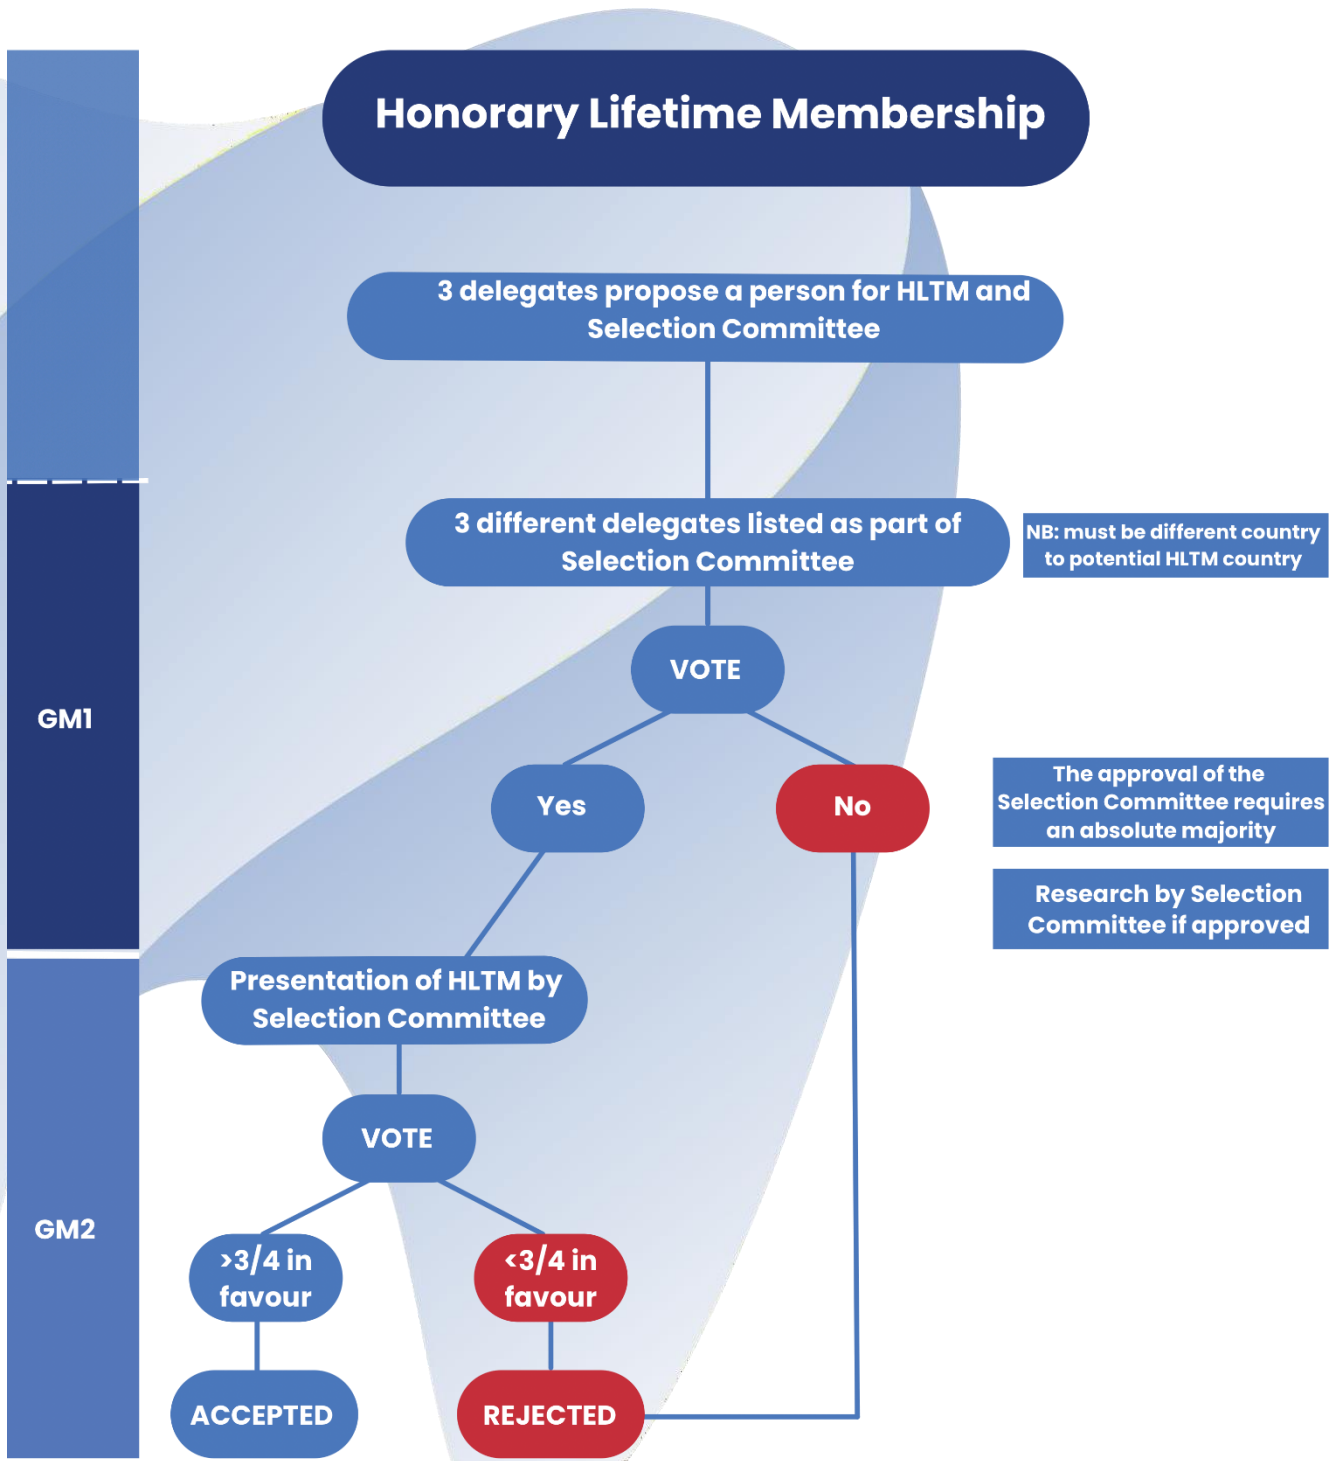 Honorary Lifetime Membership
3 delegates propose a person for HLTM and
Selection Committee
3 different delegates listed as part of
Selection Committee
NB: must be different country
to potential HLTM country
VOTE
GM1
Yes
No
The approval of the
Selection Committee requires
an absolute majority
Research by Selection
Committee if approved
Presentation of HLTM by
Selection Committee
VOTE
GM2
>3/4 in
favour
<3/4 in
favour
ACCEPTED
REJECTED